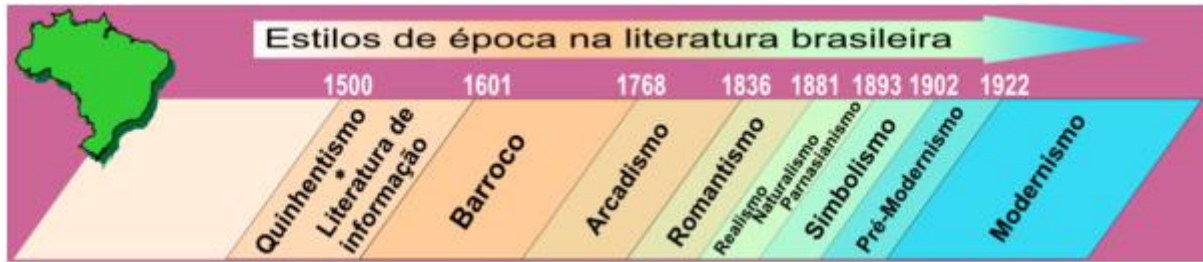 Estilos de época na literatura brasileira
1500 1601 1768 1836 1881 1893 1902 1922
Quinhentismo
*
Literatura de
informação
Barroco
Arcadismo
Romantismo
Realismo
Naturalismo
Parnasianismo
Simbolismo
Pré-Modernismo
Modernismo